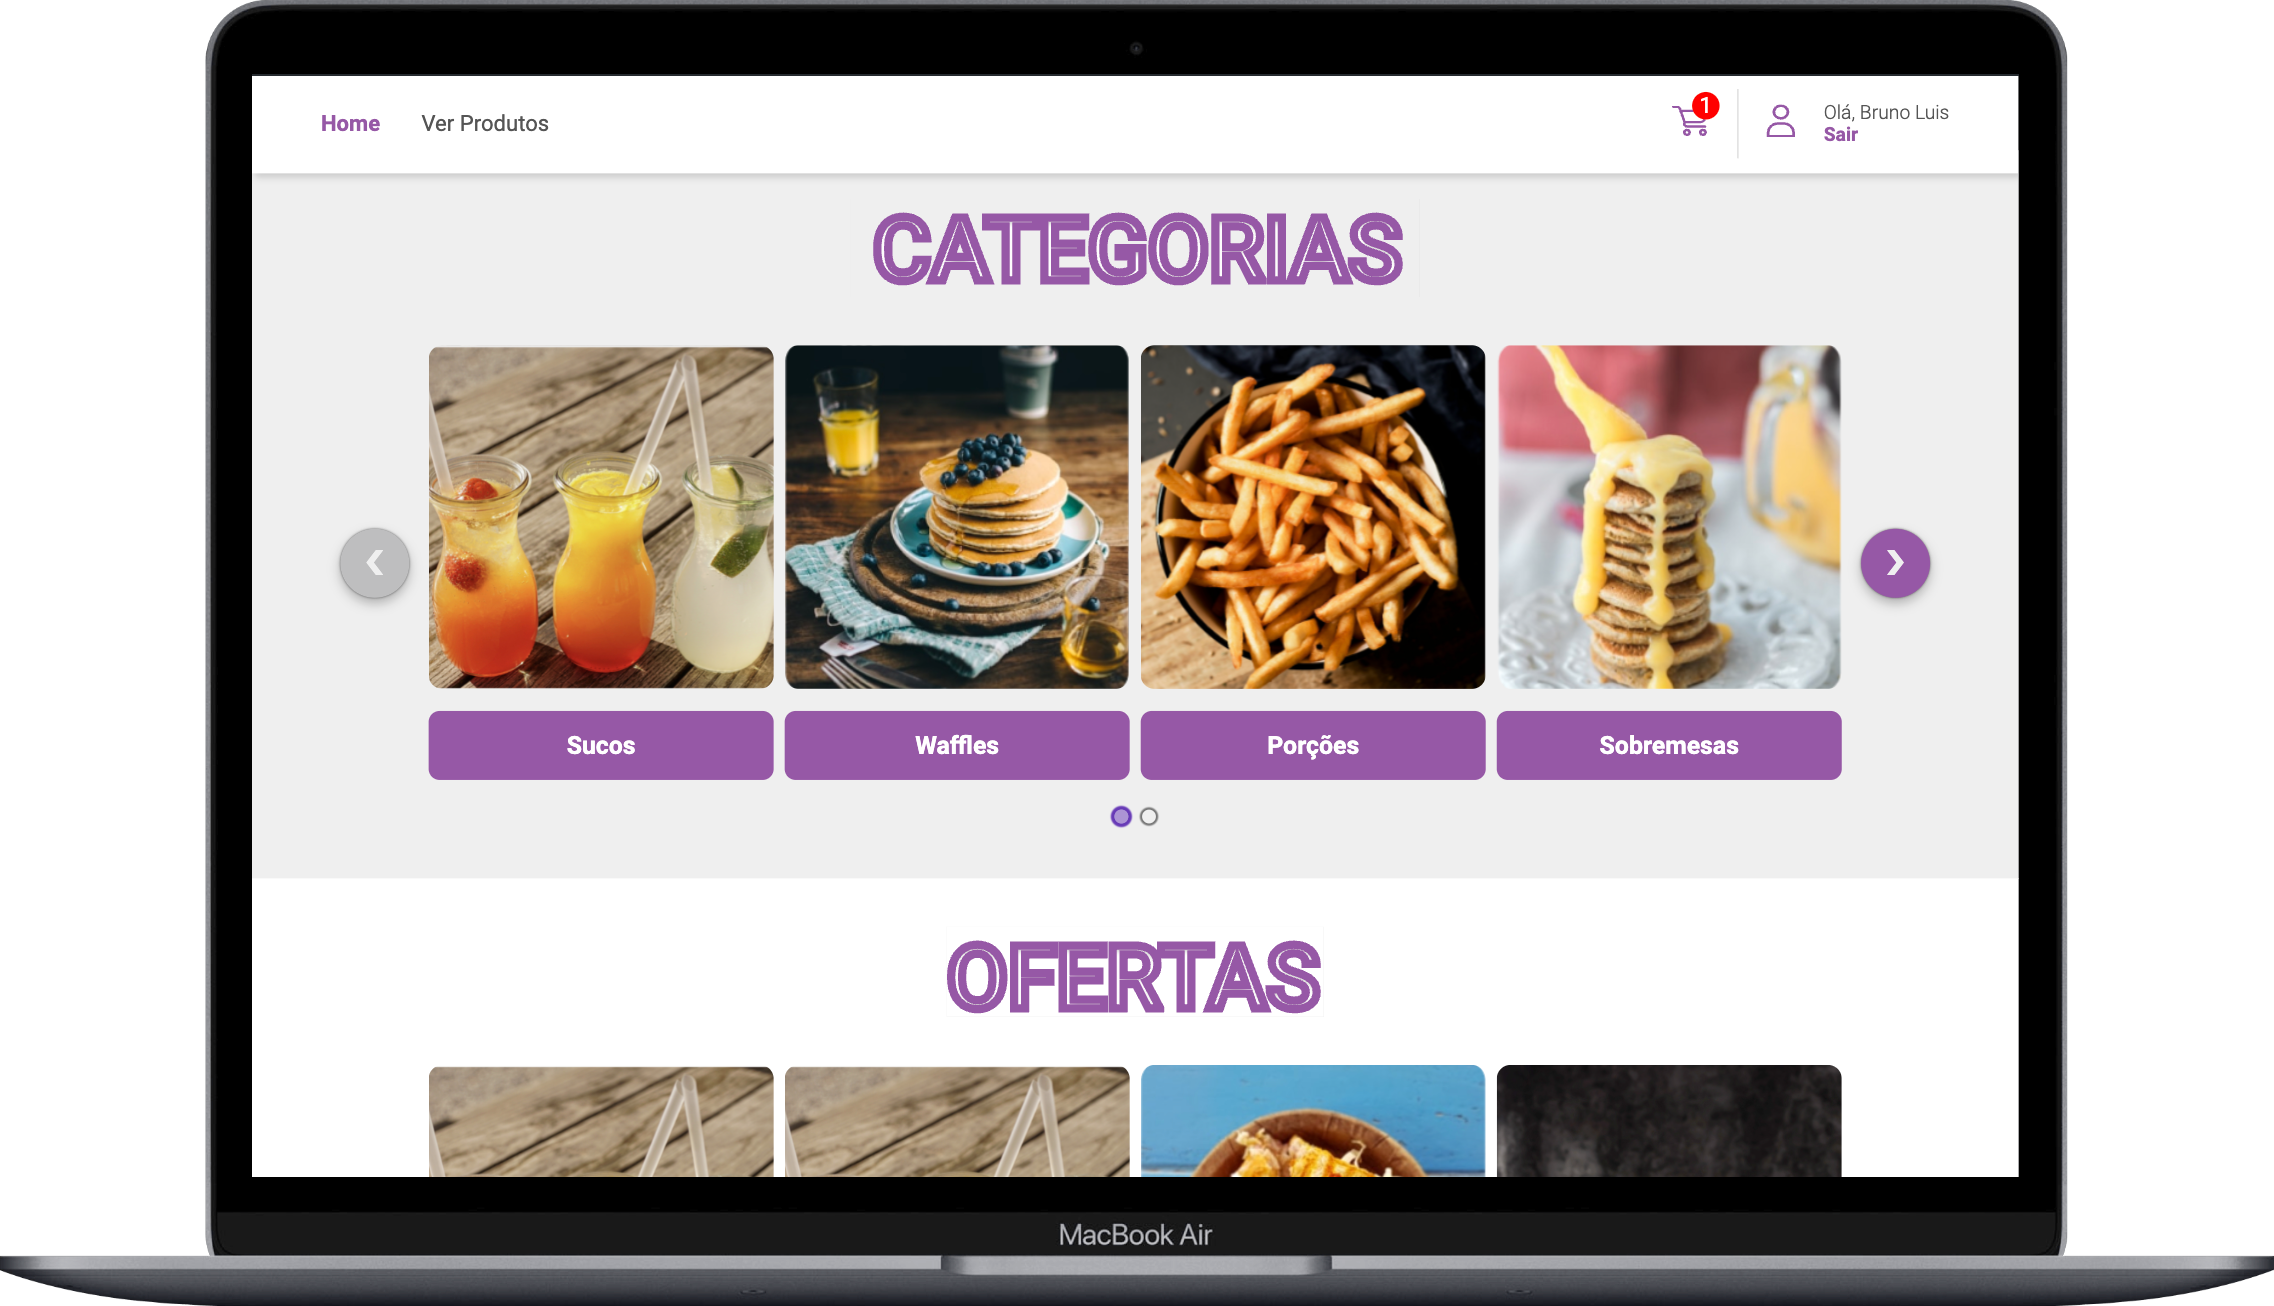 Home Ver Produtos
1
Olá, Bruno Luis
Sair
CATEGORIAS
Sucos
Waffles
Porções
Sobremesas
OFERTAS
MacBook Air